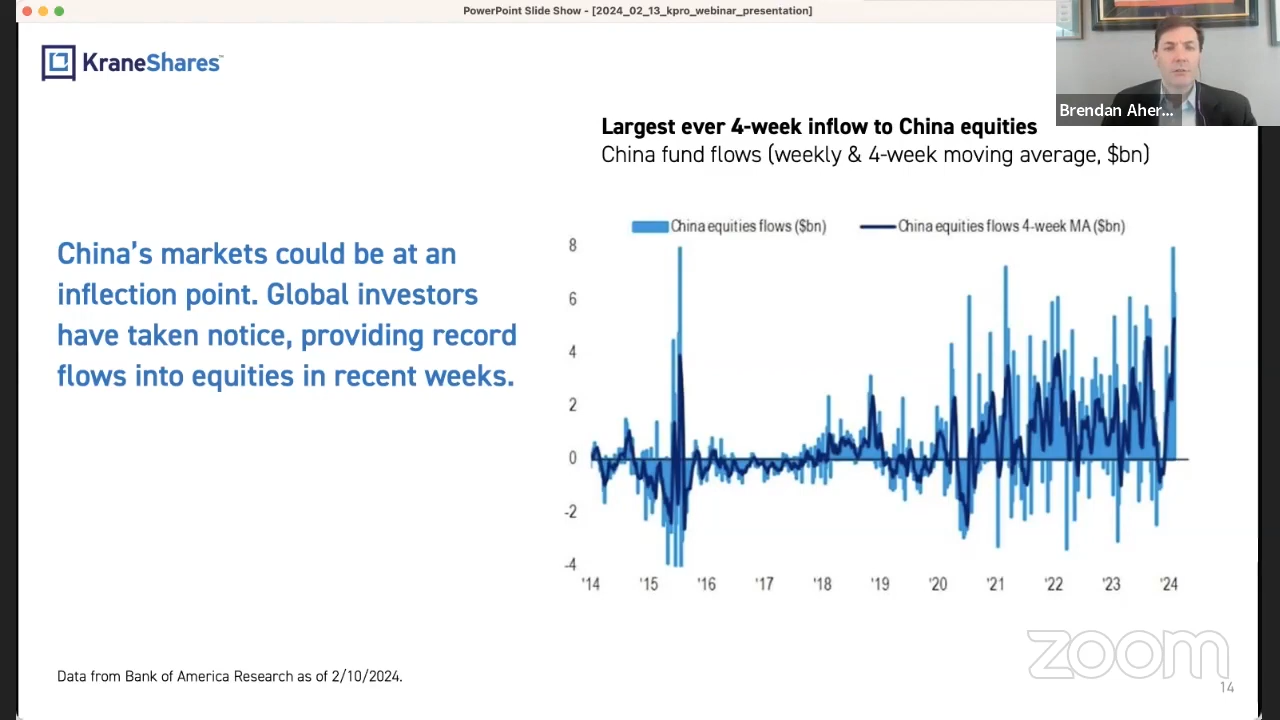 PowerPoint Slide Show - [2024_02_13_kpro_webinar_presentation]
KraneShares™
Brendan Aher...
Largest ever 4-week inflow to China equities
China fund flows (weekly & 4-week moving average, $bn)
China's markets could be at an
inflection point. Global investors
have taken notice, providing record
flows into equities in recent weeks.
China equities flows ($bn)
China equities flows 4-week MA ($bn)
8
6
4
2
0
-2
-4
'14 '15 '16 '17 '18 '19 '20 '21 '22 '23 '24
Data from Bank of America Research as of 2/10/2024.
zoom
14